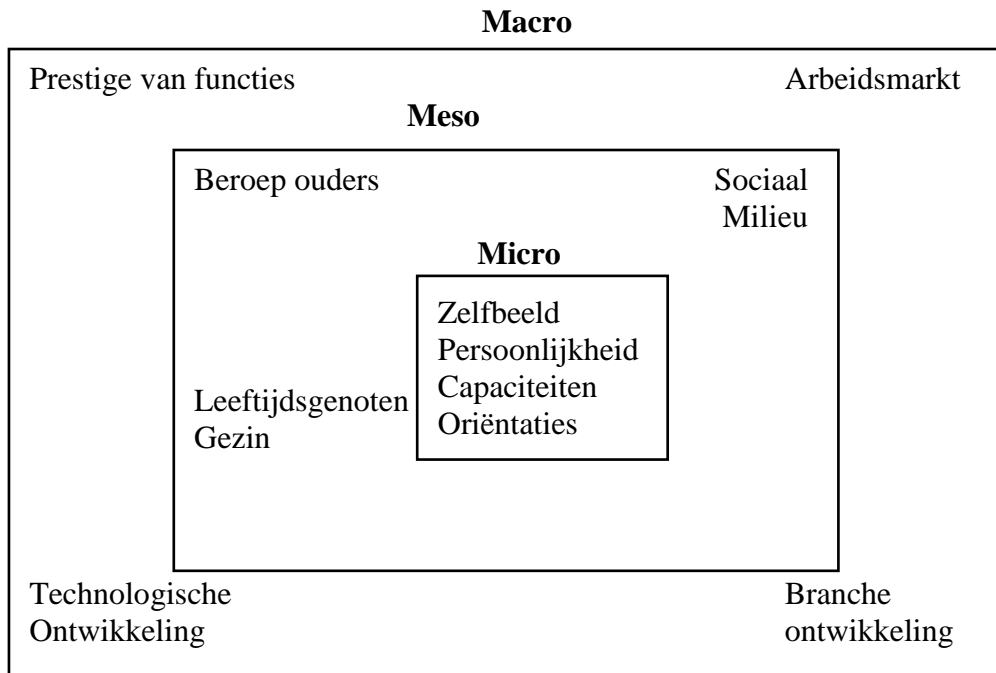 Macro
Prestige van functies
Arbeidsmarkt
Meso
Beroep ouders
Sociaal
Milieu
Micro
Zelfbeeld
Persoonlijkheid
Capaciteiten
Oriëntaties
Leeftijdsgenoten
Gezin
Technologische
Ontwikkeling
Branche
ontwikkeling